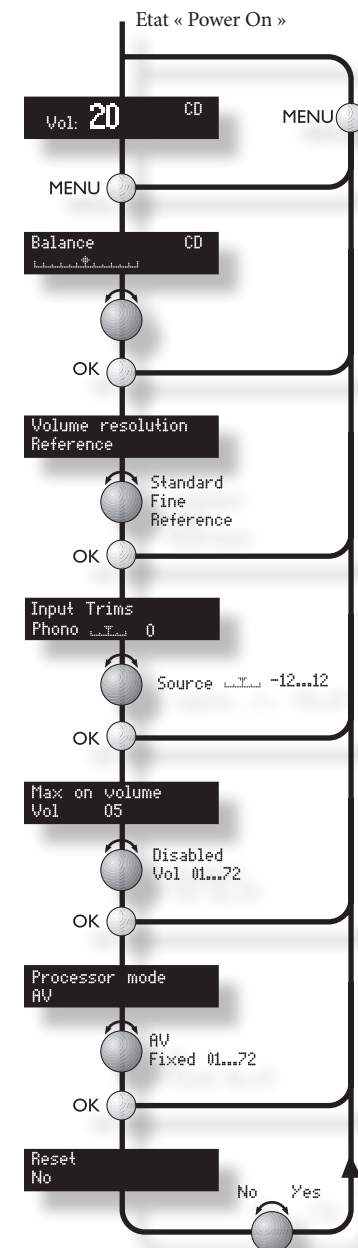 Etat « Power On »
Vol: 20 CD
MENU
MENU
Balance CD
OK
Volume resolution
Reference
Standard
Fine
Reference
OK
Input Trims
Phono 0
Source -12...12
OK
Max on volume
Vol 05
Disabled
Vol 01...72
OK
Processor mode
AV
AV
Fixed 01...72
OK
Reset
No
No Yes